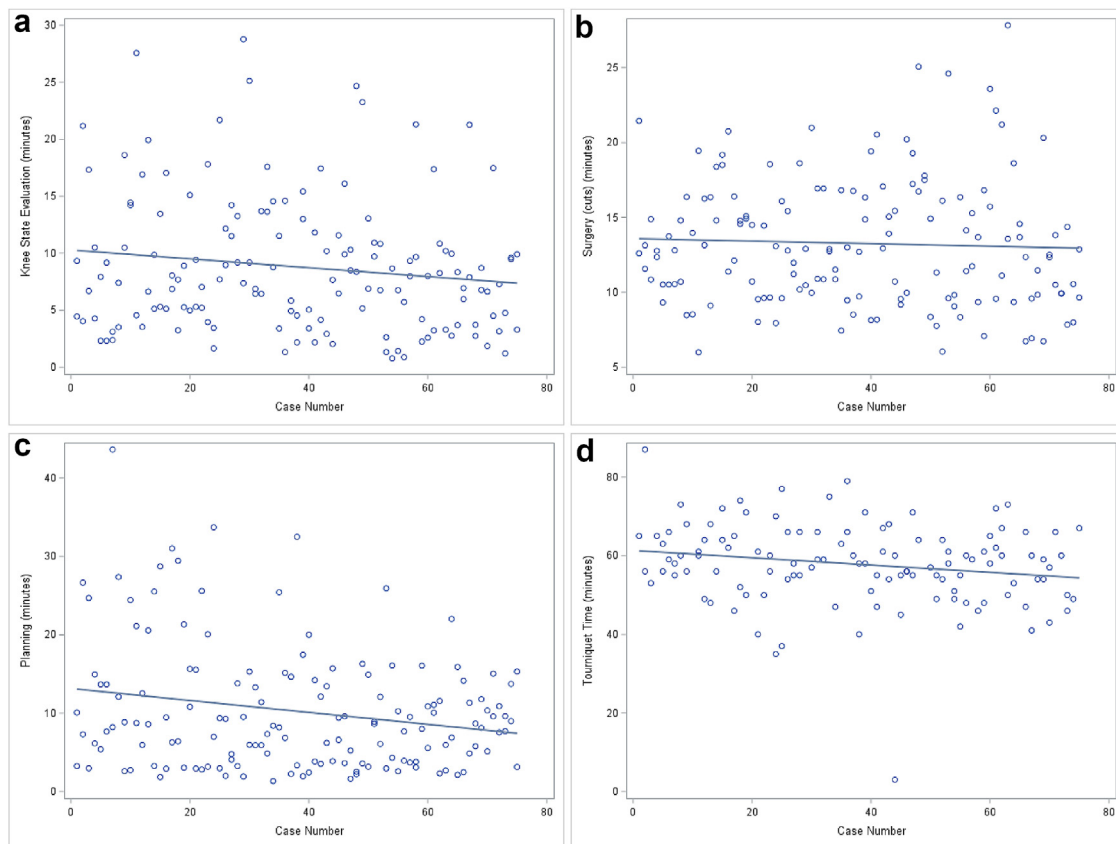 a
30
25
20
15
10
5
0
Knee State Evaluation (minutes)
0 20 40 60 80
Case Number
b
25
20
15
10
5
Surgery (cuts) (minutes)
0 20 40 60 80
Case Number
c
40
30
20
10
0
Planning (minutes)
0 20 40 60 80
Case Number
d
80
60
40
20
0
Tourniquet Time (minutes)
0 20 40 60 80
Case Number